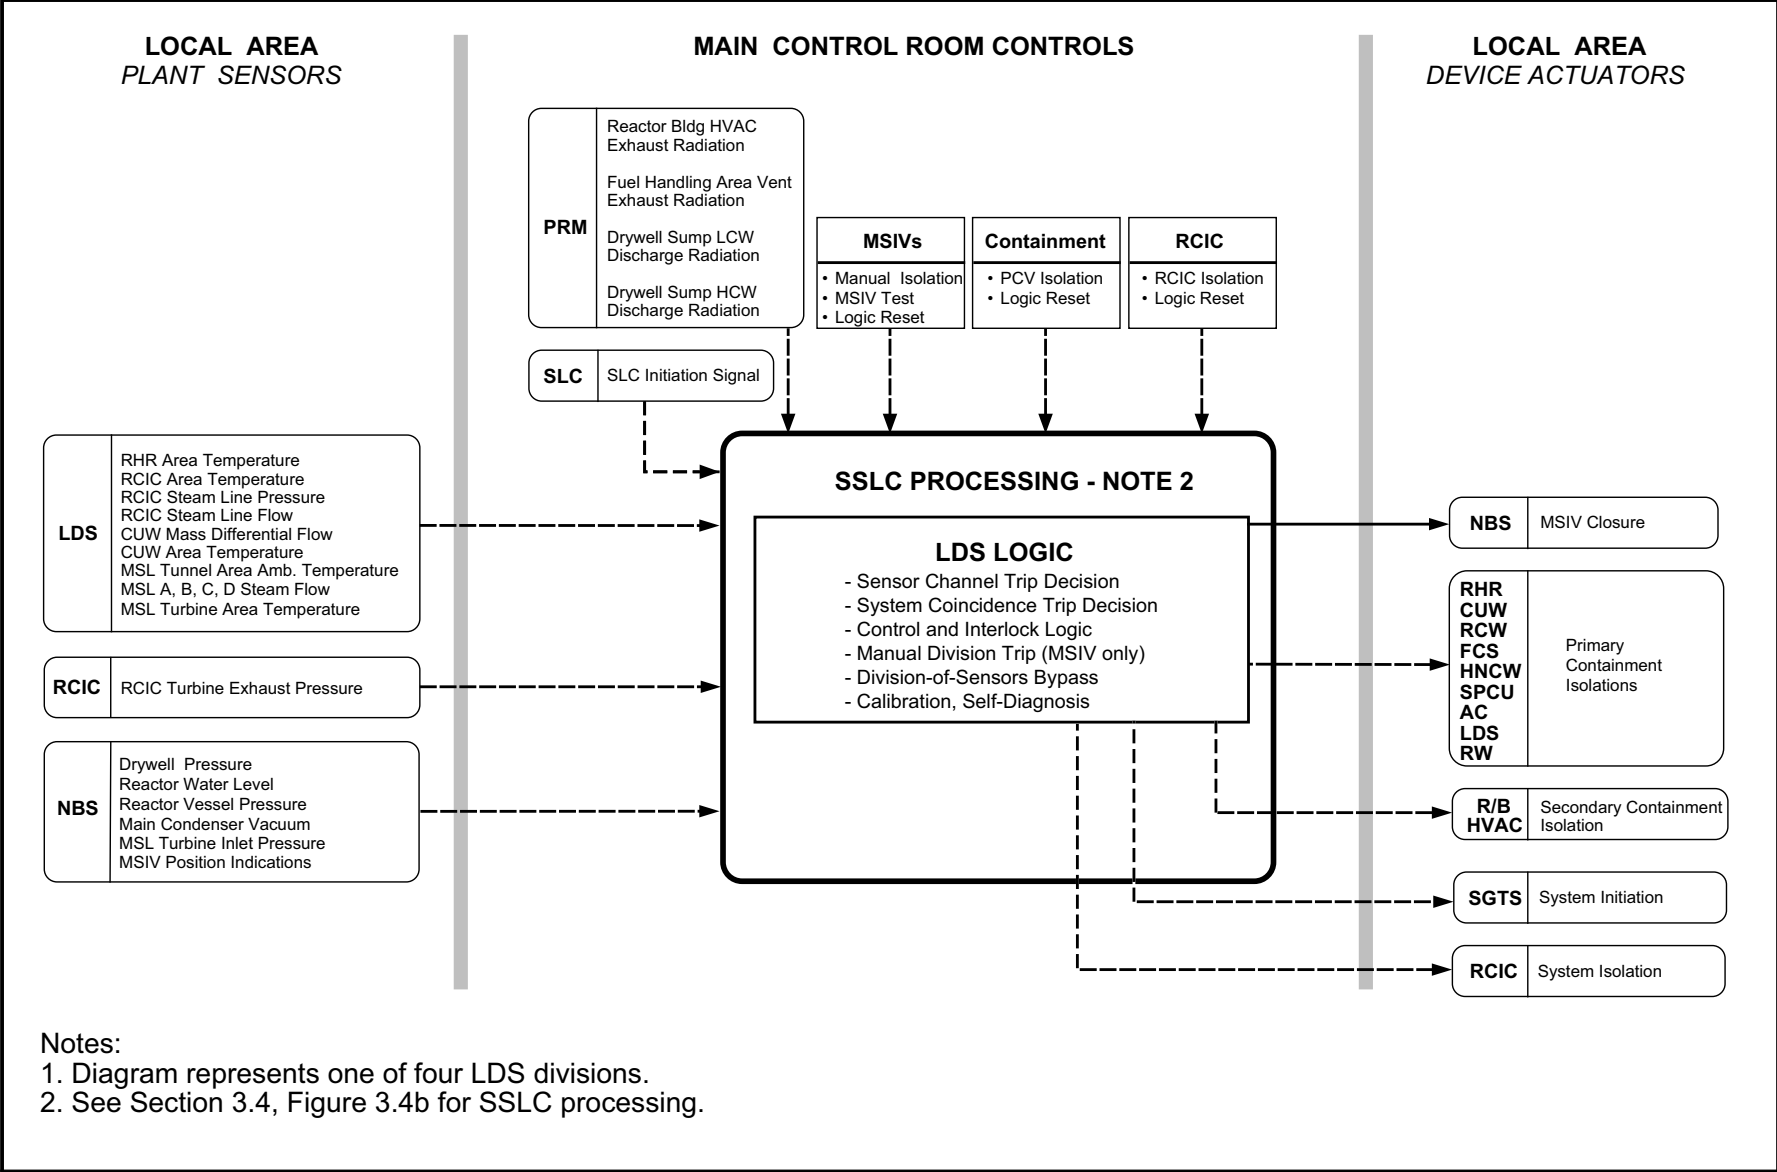 LOCAL AREA
PLANT SENSORS
MAIN CONTROL ROOM CONTROLS
LOCAL AREA
DEVICE ACTUATORS
PRM
Reactor Bldg HVAC
Exhaust Radiation
Fuel Handling Area Vent
Exhaust Radiation
Drywell Sump LCW
Discharge Radiation
Drywell Sump HCW
Discharge Radiation
MSIVs
• Manual Isolation
• MSIV Test
• Logic Reset
Containment
• PCV Isolation
• Logic Reset
RCIC
• RCIC Isolation
• Logic Reset
SLC
SLC Initiation Signal
LDS
RHR Area Temperature
RCIC Area Temperature
RCIC Steam Line Pressure
RCIC Steam Line Flow
CUW Mass Differential Flow
CUW Area Temperature
MSL Tunnel Area Amb. Temperature
MSL A, B, C, D Steam Flow
MSL Turbine Area Temperature
RCIC
RCIC Turbine Exhaust Pressure
NBS
Drywell Pressure
Reactor Water Level
Reactor Vessel Pressure
Main Condenser Vacuum
MSL Turbine Inlet Pressure
MSIV Position Indications
SSLC PROCESSING - NOTE 2
LDS LOGIC
- Sensor Channel Trip Decision
- System Coincidence Trip Decision
- Control and Interlock Logic
- Manual Division Trip (MSIV only)
- Division-of-Sensors Bypass
- Calibration, Self-Diagnosis
NBS
MSIV Closure
RHR
CUW
RCW
FCS
HNCW
SPCU
AC
LDS
RW
Primary
Containment
Isolations
R/B
HVAC
Secondary Containment
Isolation
SGTS
System Initiation
RCIC
System Isolation
Notes:
1. Diagram represents one of four LDS divisions.
2. See Section 3.4, Figure 3.4b for SSLC processing.